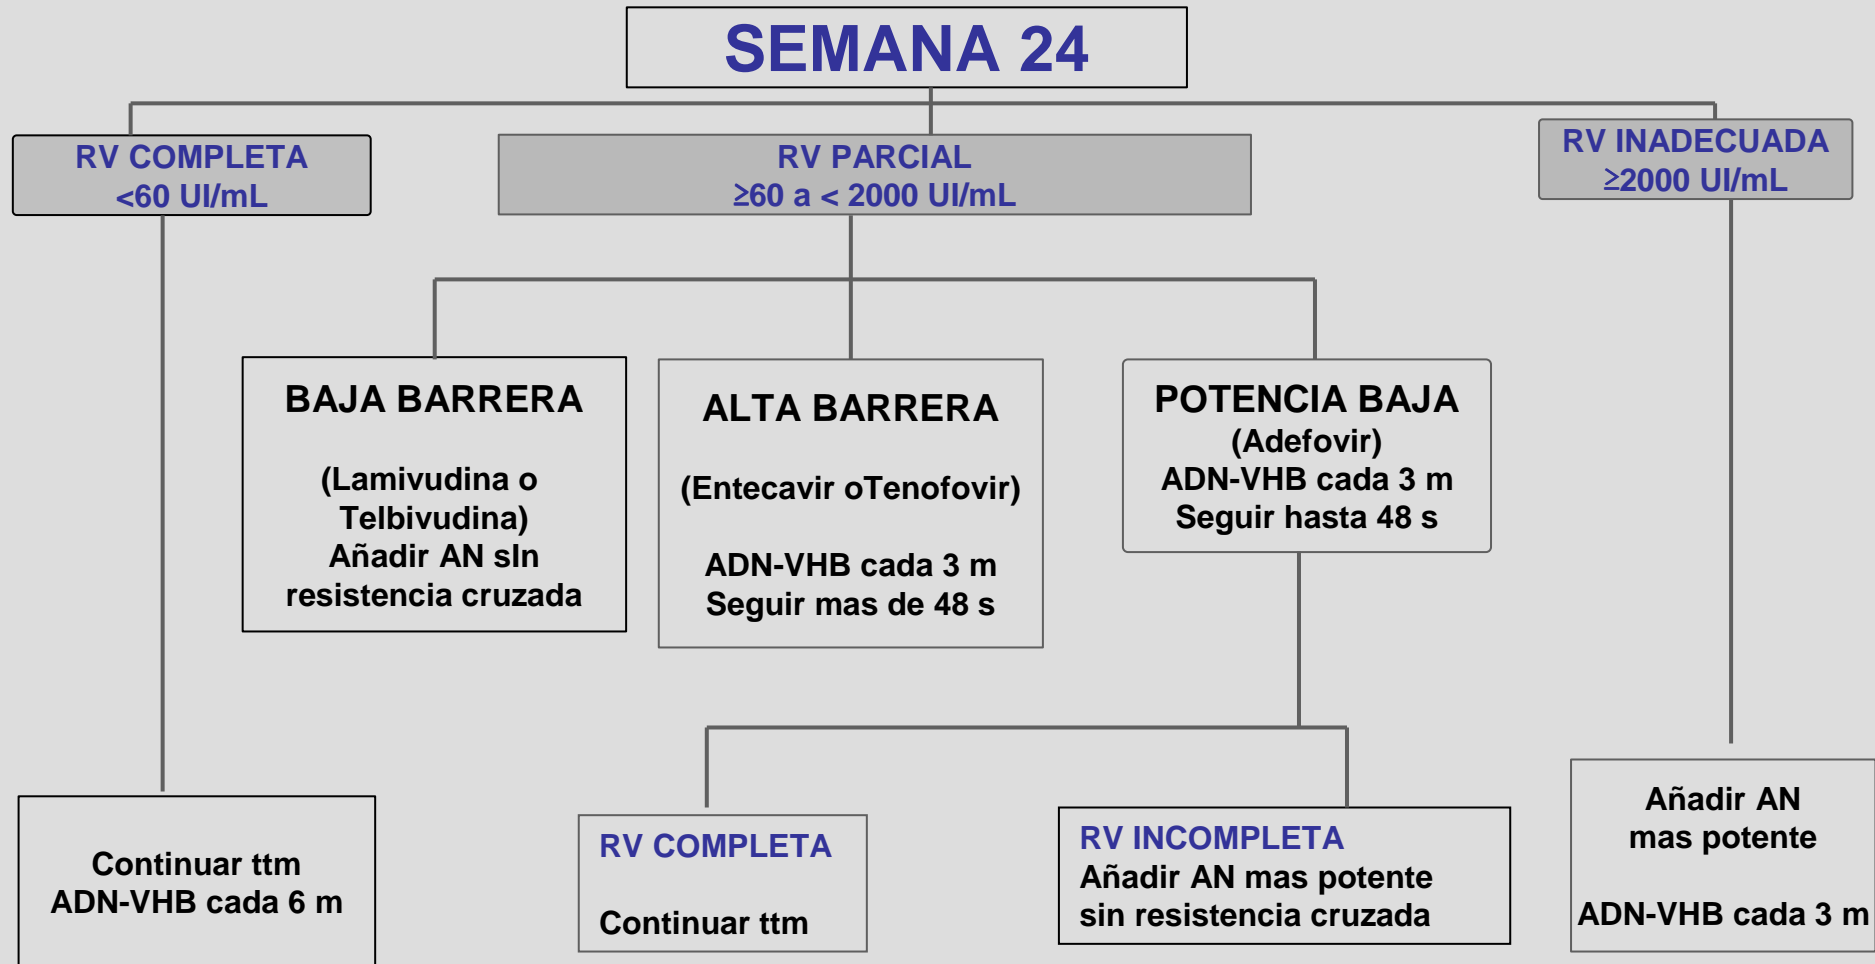 SEMANA 24
RV COMPLETA
<60 UI/mL
RV PARCIAL
≥60 a < 2000 UI/mL
RV INADECUADA
≥2000 UI/mL
BAJA BARRERA
(Lamivudina o
Telbivudina)
Añadir AN sIn
resistencia cruzada
ALTA BARRERA
(Entecavir oTenofovir)
ADN-VHB cada 3 m
Seguir mas de 48 s
POTENCIA BAJA
(Adefovir)
ADN-VHB cada 3 m
Seguir hasta 48 s
Continuar ttm
ADN-VHB cada 6 m
RV COMPLETA
Continuar ttm
RV INCOMPLETA
Añadir AN mas potente
sin resistencia cruzada
Añadir AN
mas potente
ADN-VHB cada 3 m